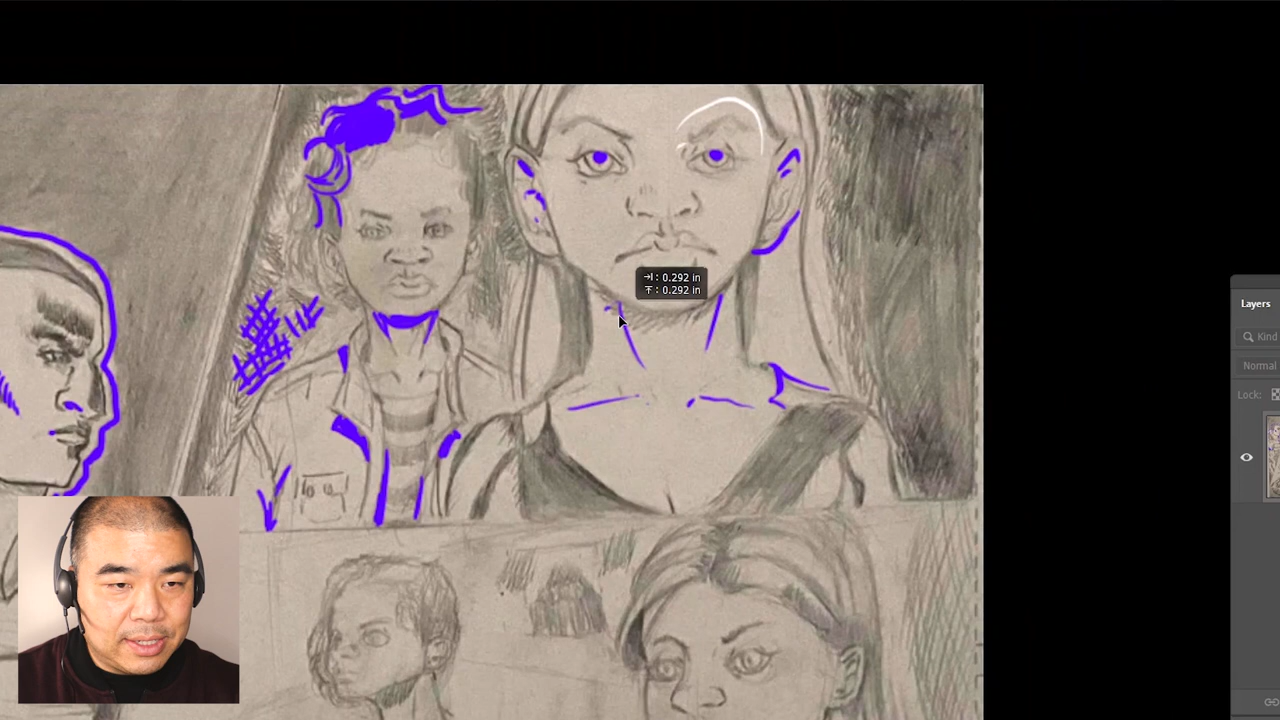 →| : 0.292 in
⊼ : 0.292 in
Layers
Kind
Normal
Lock: